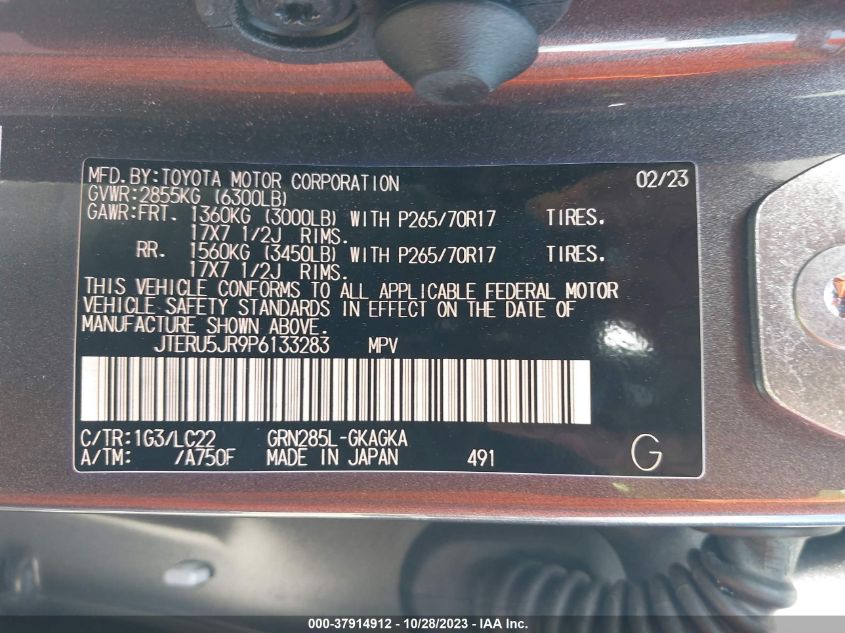 MFD.BY:TOYOTA MOTOR CORPORATION 02/23
GVWR:2855KG (6300LB)
GAWR:FRT. 1360KG (3000LB) WITH P265/70R17 TIRES.
17X7 1/2J RIMS.
RR. 1560KG (3450LB) WITH P265/70R17 TIRES.
17X7 1/2J RIMS.
THIS VEHICLE CONFORMS TO ALL APPLICABLE FEDERAL MOTOR
VEHICLE SAFETY STANDARDS IN EFFECT ON THE DATE OF
MANUFACTURE SHOWN ABOVE.
JTERU5JR9P6133283 MPV
C/TR:1G3/LC22 GRN285L-GKAGKA
A/TM: /A750F MADE IN JAPAN 491 G
000-37914912 - 10/28/2023 - IAA Inc.